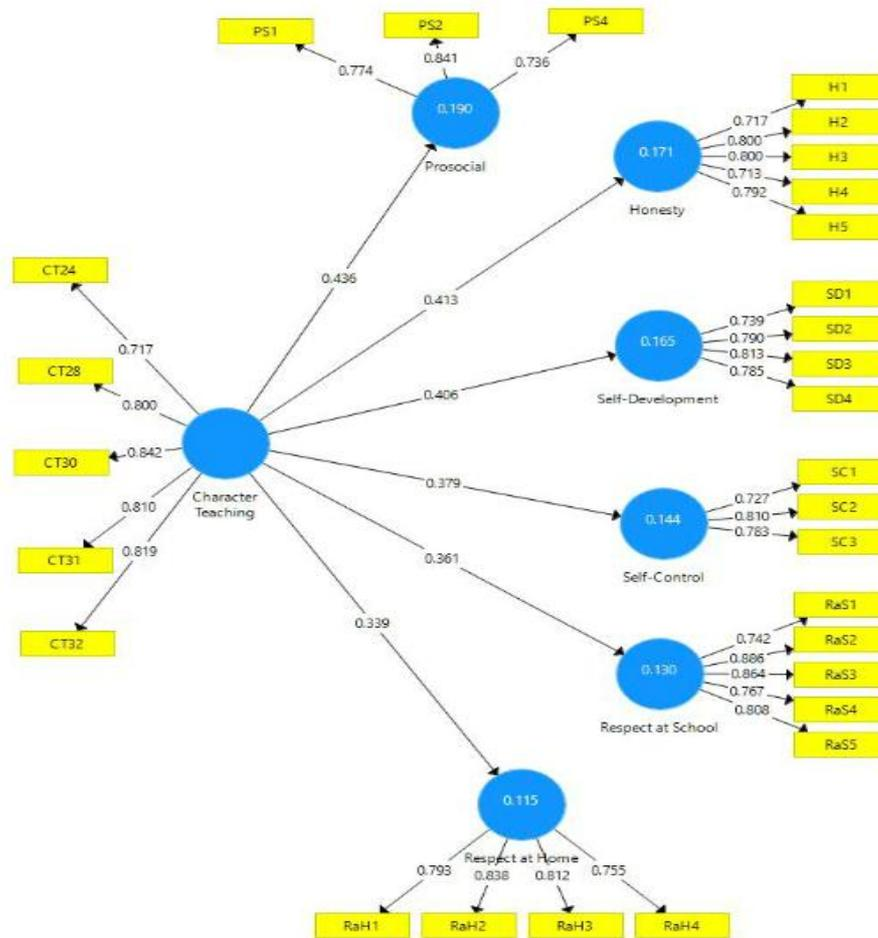 PS1
PS2
PS4
0.774
0.841
0.736
0.190
Prosocial
H1
H2
H3
H4
H5
0.717
0.800
0.800
0.713
0.792
0.171
Honesty
0.436
0.413
CT24
CT28
CT30
CT31
CT32
0.717
0.800
0.842
0.810
0.819
Character
Teaching
SD1
SD2
SD3
SD4
0.739
0.790
0.813
0.785
0.165
Self-Development
0.406
0.379
SC1
SC2
SC3
0.727
0.810
0.783
0.144
Self-Control
0.361
0.339
RaS1
RaS2
RaS3
RaS4
RaS5
0.742
0.886
0.864
0.767
0.808
0.130
Respect at School
0.115
Respect at Home
0.793
0.838
0.812
0.755
RaH1
RaH2
RaH3
RaH4